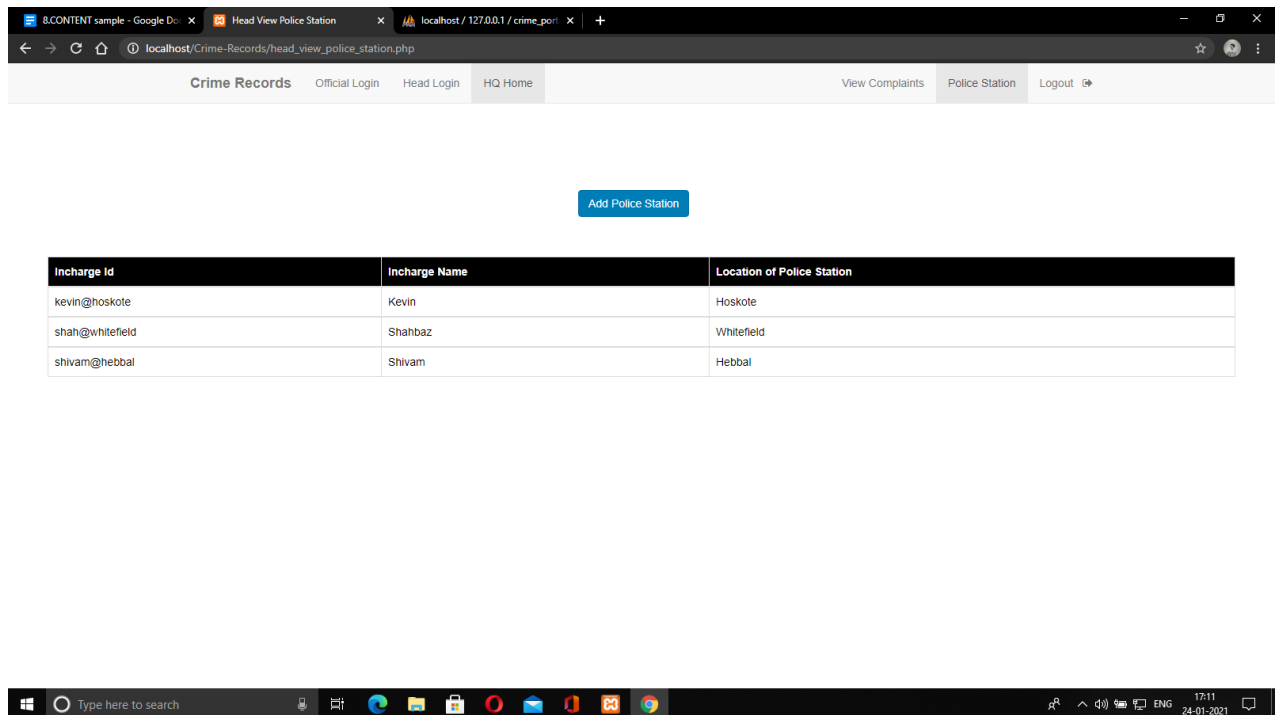 8.CONTENT sample - Google Do
Head View Police Station
localhost / 127.0.0.1 / crime_port
localhost/Crime-Records/head_view_police_station.php
Crime Records Official Login Head Login HQ Home View Complaints Police Station Logout
Add Police Station
Incharge Id Incharge Name Location of Police Station
kevin@hoskote Kevin Hoskote
shah@whitefield Shahbaz Whitefield
shivam@hebbal Shivam Hebbal
Type here to search
ENG
17:11
24-01-2021